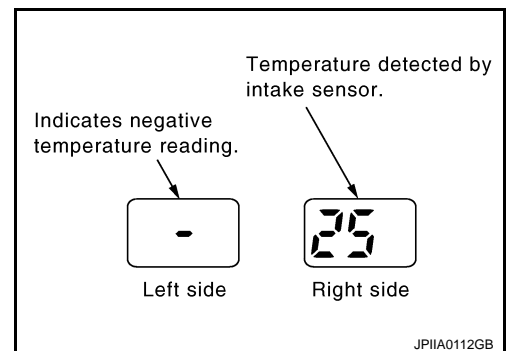 Temperature detected by
intake sensor.
Indicates negative
temperature reading.
-
25
Left side
Right side
JPIIA0112GB